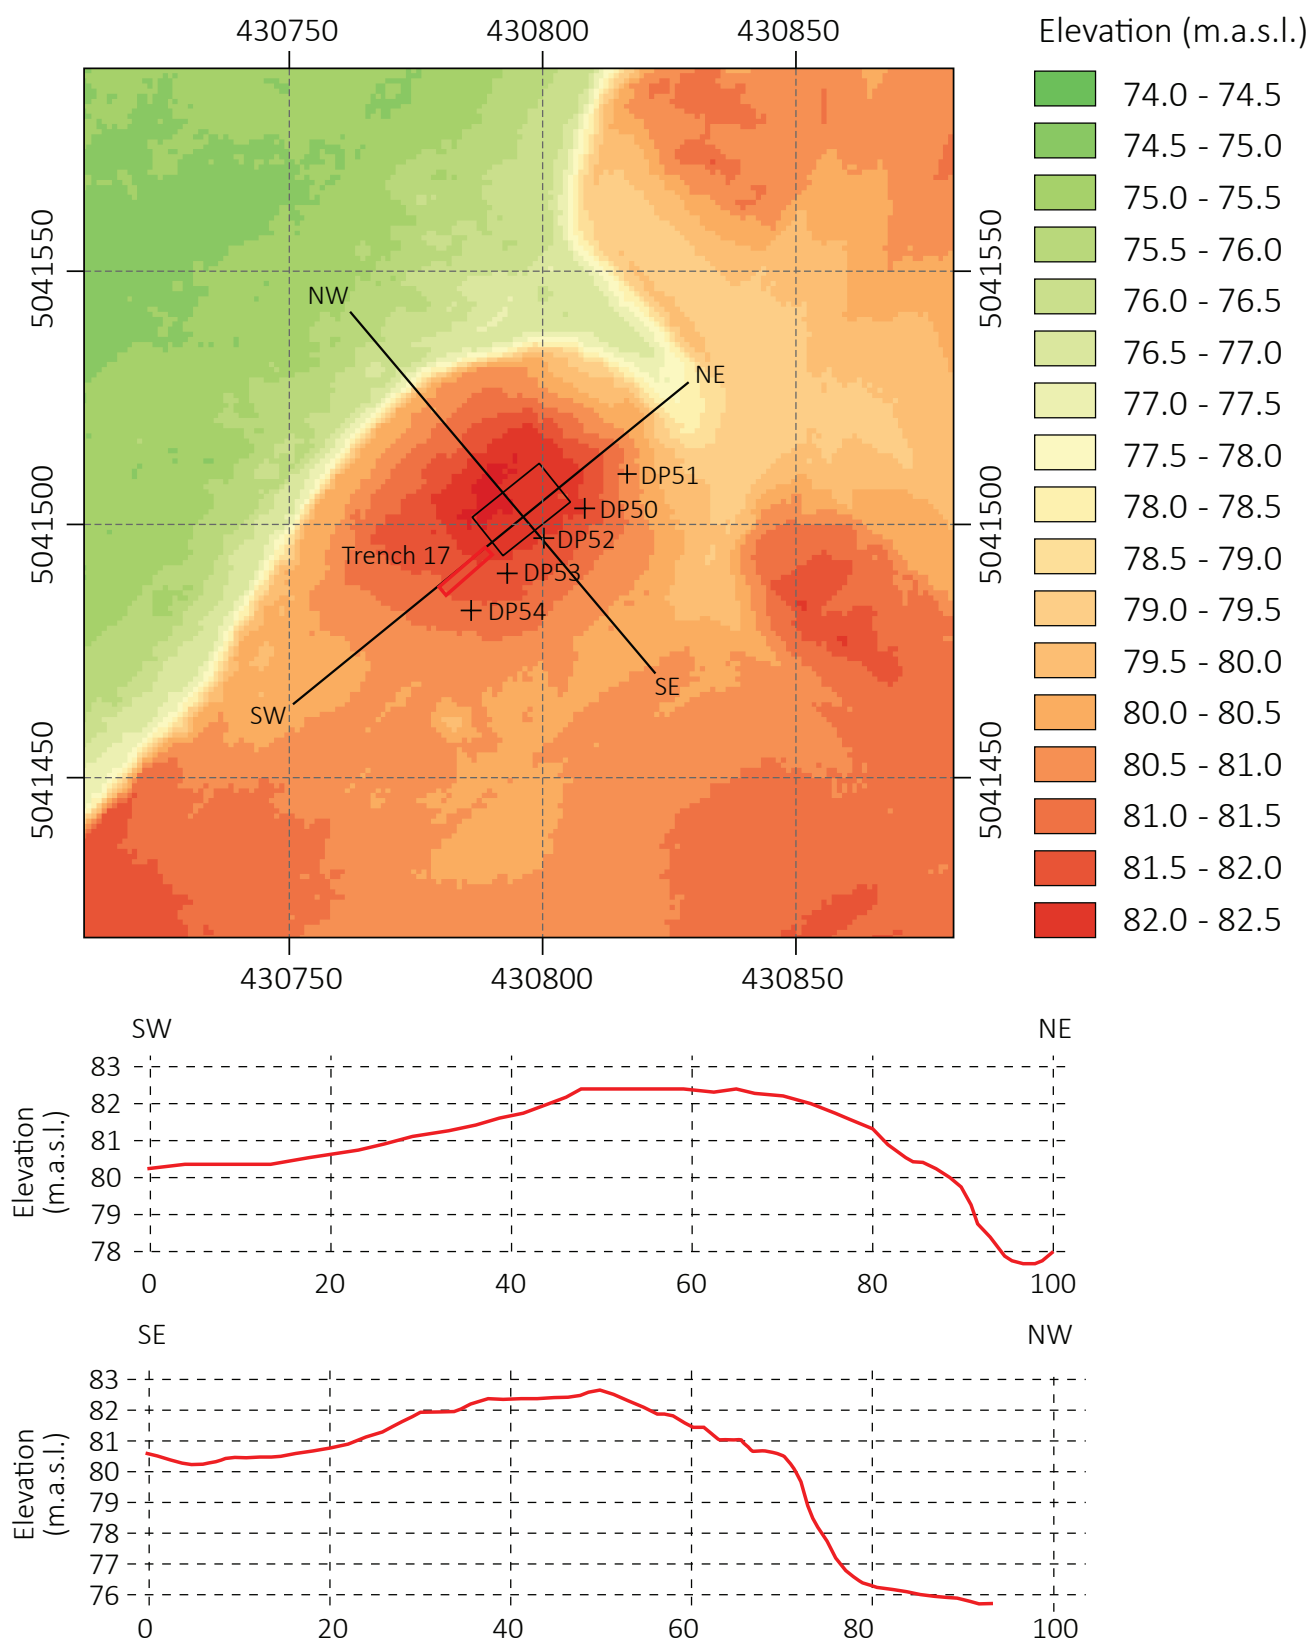 430750 430800 430850
Elevation (m.a.s.l.)
74.0 - 74.5
74.5 - 75.0
75.0 - 75.5
75.5 - 76.0
76.0 - 76.5
76.5 - 77.0
77.0 - 77.5
77.5 - 78.0
78.0 - 78.5
78.5 - 79.0
79.0 - 79.5
79.5 - 80.0
80.0 - 80.5
80.5 - 81.0
81.0 - 81.5
81.5 - 82.0
82.0 - 82.5
5041550
5041500
5041450
5041550
5041500
5041450
NW
NE
DP51
DP50
DP52
Trench 17
DP53
DP54
SE
SW
430750 430800 430850
SW NE
Elevation
(m.a.s.l.)
83
82
81
80
79
78
0 20 40 60 80 100
SE NW
Elevation
(m.a.s.l.)
83
82
81
80
79
78
77
76
0 20 40 60 80 100